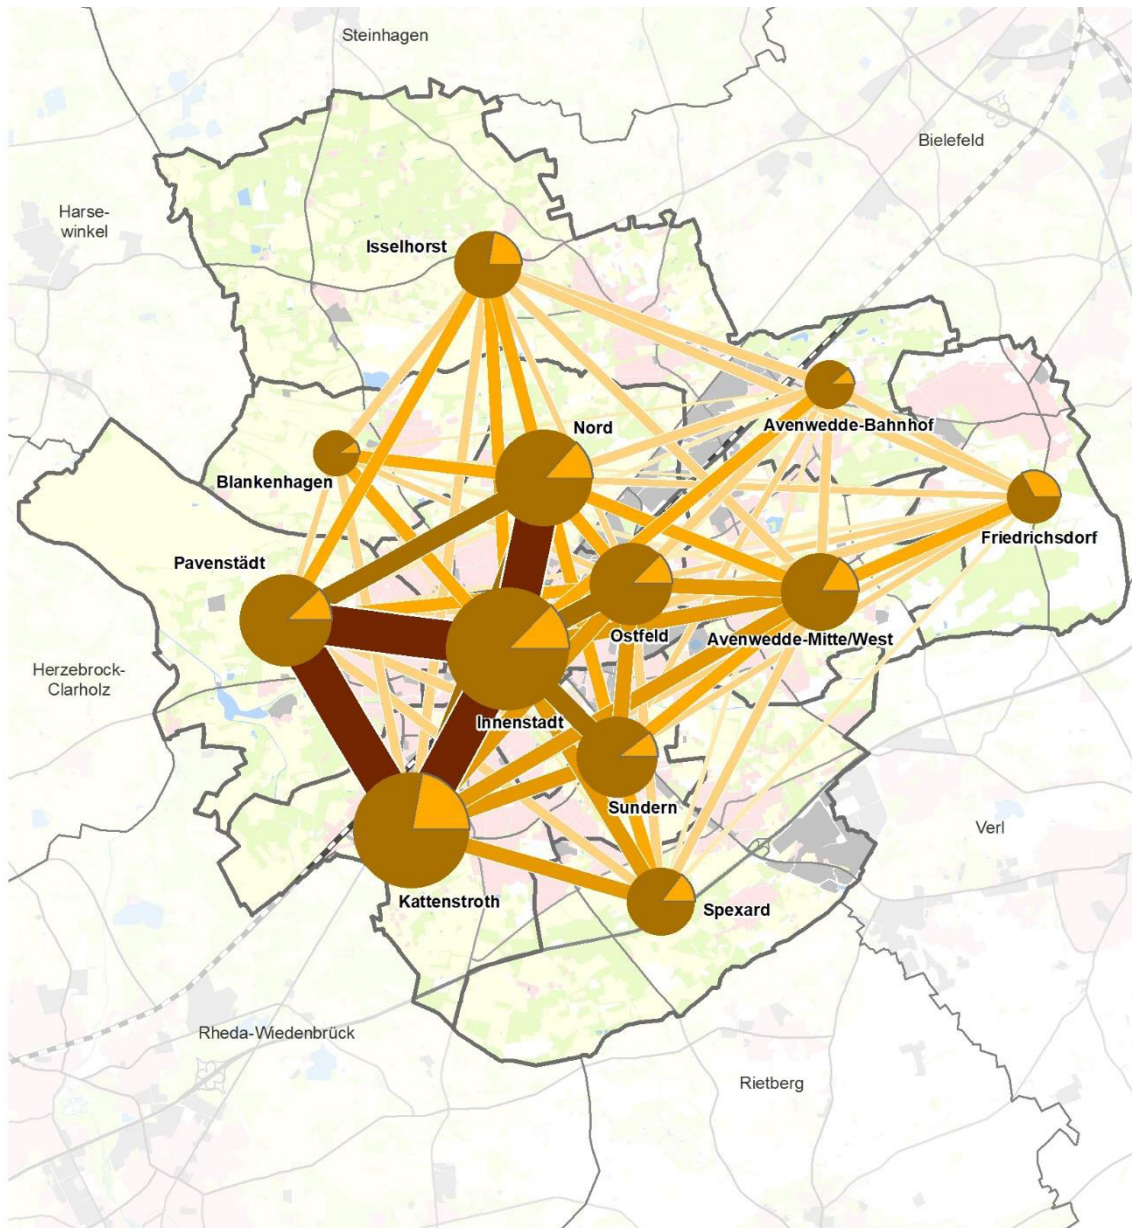 Steinhagen
Bielefeld
Harse-
winkel
Isselhorst
Avenwedde-Bahnhof
Nord
Blankenhagen
Friedrichsdorf
Pavenstädt
Ostfeld
Avenwedde-Mitte/West
Herzebrock-
Clarholz
Innenstadt
Sundern
Verl
Kattenstroth
Spexard
Rheda-Wiedenbrück
Rietberg